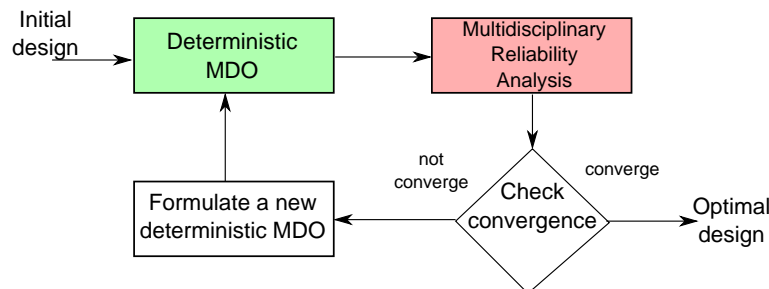 Initial
design
Deterministic
MDO
Multidisciplinary
Reliability
Analysis
not
converge
converge
Check
convergence
Formulate a new
deterministic MDO
Optimal
design